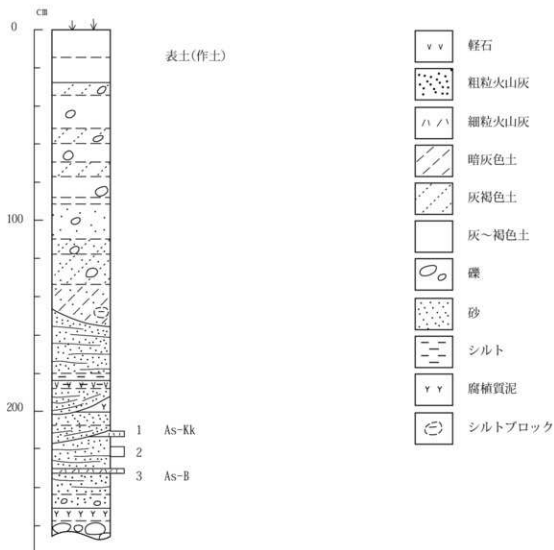 cm
0
表土(作土)
100
200
1 As-Kk
2
3 As-B
軽石
粗粒火山灰
細粒火山灰
暗灰色土
灰褐色土
灰～褐色土
礫
砂
シルト
腐植質泥
シルトブロック